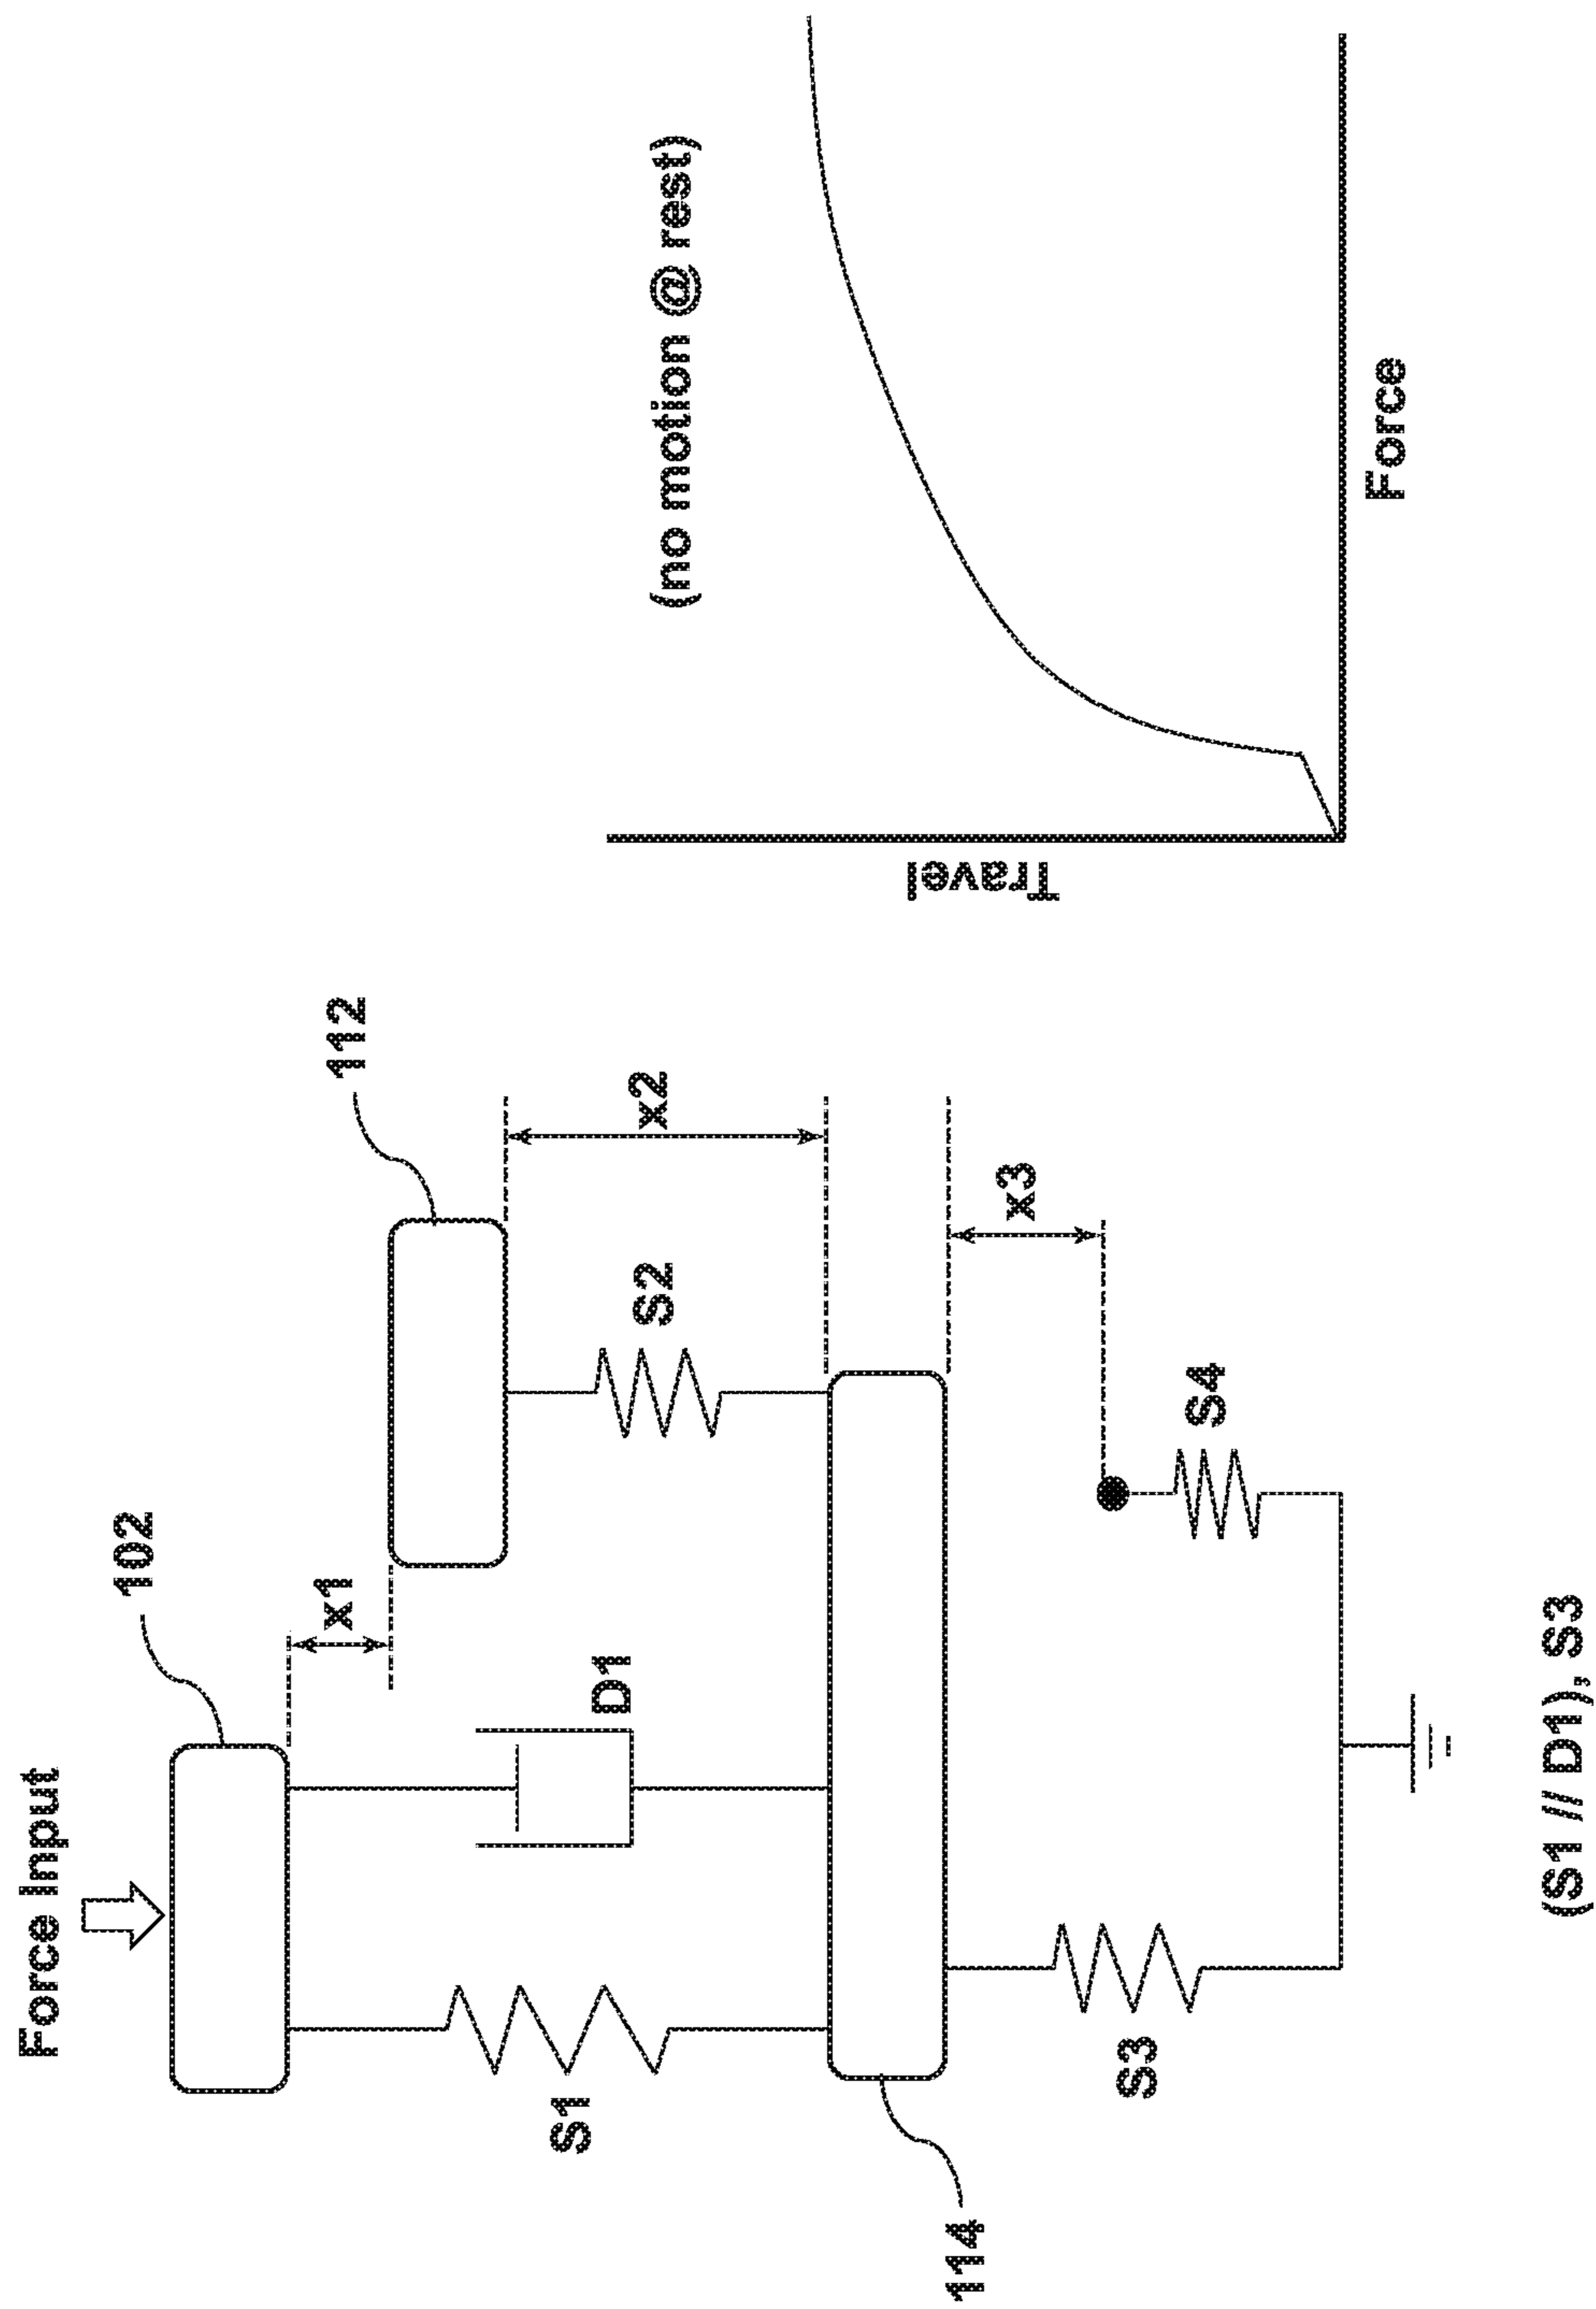 Force Input
102
x1
112
S1
D1
S2
x2
114
x3
S3
S4
(S1 // D1), S3
(no motion @ rest)
Travel
Force